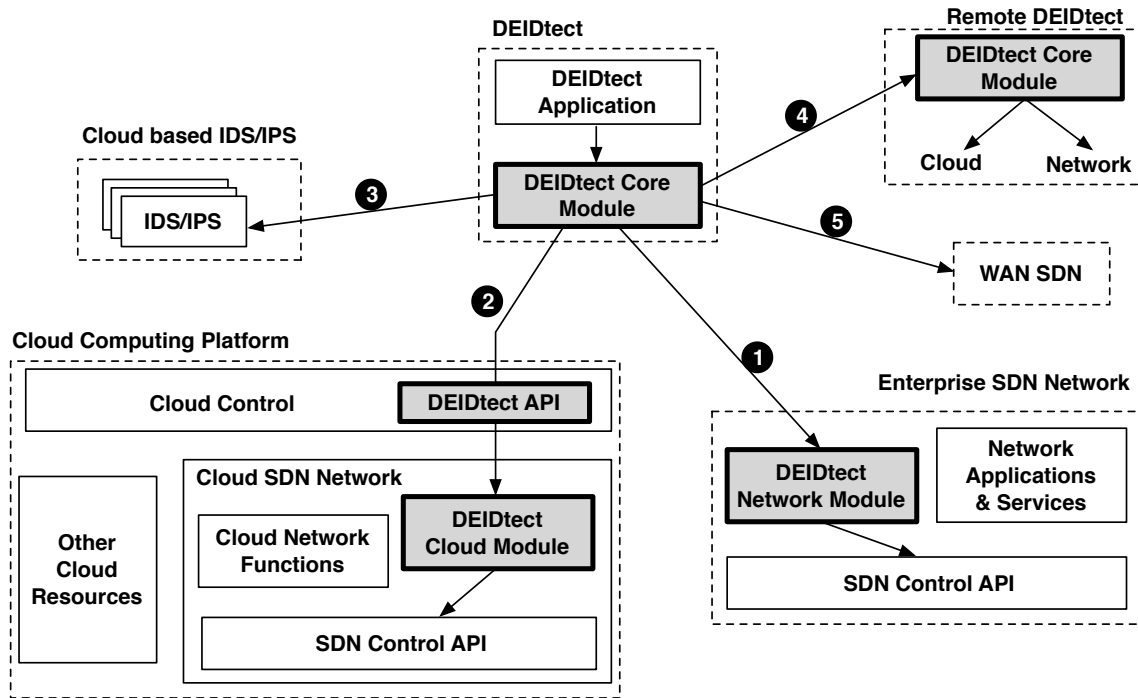 DEIDtect
Remote DEIDtect
DEIDtect
Application
DEIDtect Core
Module
4
Cloud
Network
Cloud based IDS/IPS
IDS/IPS
3
DEIDtect Core
Module
5
WAN SDN
2
1
Cloud Computing Platform
Cloud Control
DEIDtect API
Cloud SDN Network
Other
Cloud
Resources
Cloud Network
Functions
DEIDtect
Cloud Module
SDN Control API
Enterprise SDN Network
DEIDtect
Network Module
Network
Applications
& Services
SDN Control API